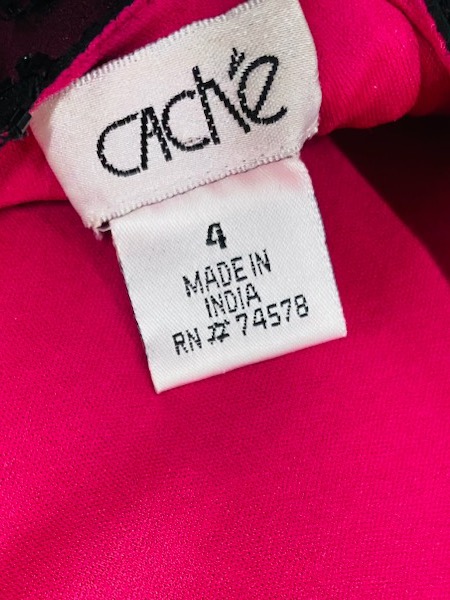 CAChé
4
MADE IN
INDIA
RN # 74578